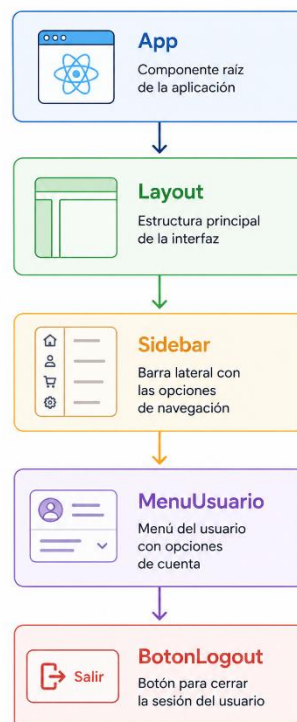 App
Componente raíz
de la aplicación
Layout
Estructura principal
de la interfaz
Sidebar
Barra lateral con
las opciones
de navegación
MenuUsuario
Menú del usuario
con opciones
de cuenta
Salir
BotonLogout
Botón para cerrar
la sesión del usuario